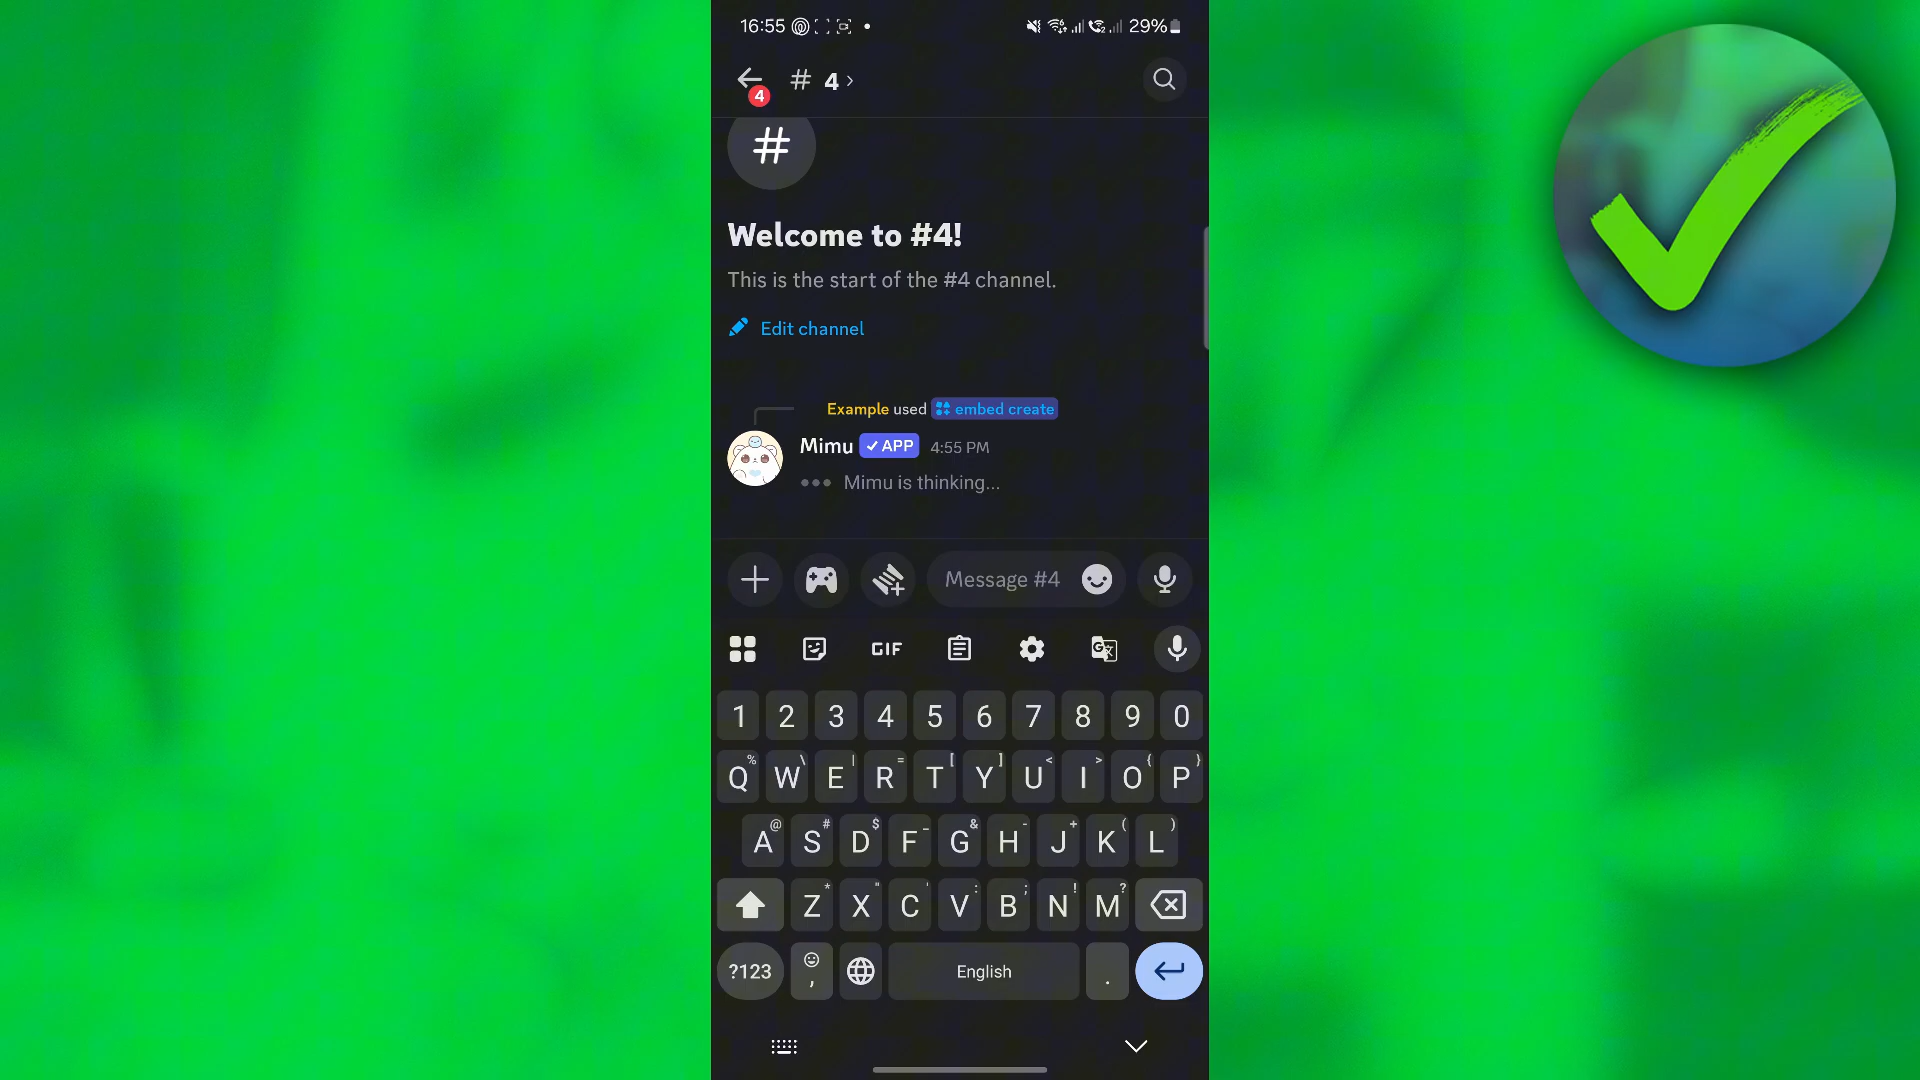 16:55 29%
4
# 4 >
#
Welcome to #4!
This is the start of the #4 channel.
Edit channel
Example used embed create
Mimu ✓ APP 4:55 PM
Mimu is thinking...
Message #4
GIF
1 2 3 4 5 6 7 8 9 0
% \ | = [ ] < > { }
Q W E R T Y U I O P
@ # $ _ & - + ( )
A S D F G H J K L
* " ' : ; ! ?
Z X C V B N M
?123 , English .